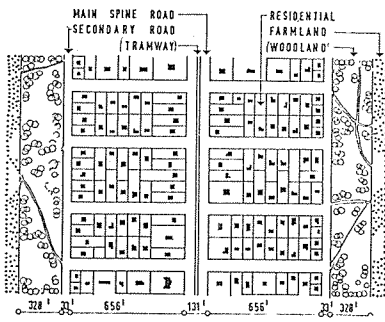 MAIN SPINE ROAD
SECONDARY ROAD
(TRAMWAY)
RESIDENTIAL
FARMLAND
(WOODLAND)
328' 33' 656' 131' 656' 33' 328'